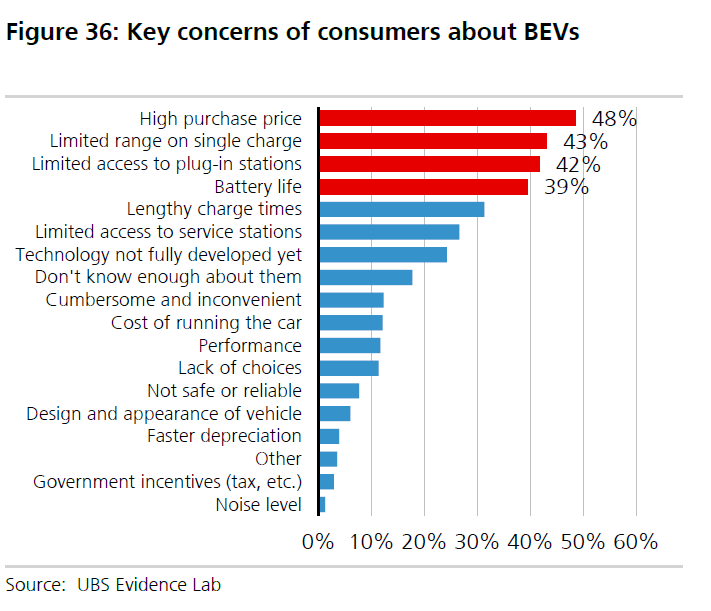 Figure 36: Key concerns of consumers about BEVs
High purchase price 48%
Limited range on single charge 43%
Limited access to plug-in stations 42%
Battery life 39%
Lengthy charge times
Limited access to service stations
Technology not fully developed yet
Don't know enough about them
Cumbersome and inconvenient
Cost of running the car
Performance
Lack of choices
Not safe or reliable
Design and appearance of vehicle
Faster depreciation
Other
Government incentives (tax, etc.)
Noise level
0% 10% 20% 30% 40% 50% 60%
Source: UBS Evidence Lab